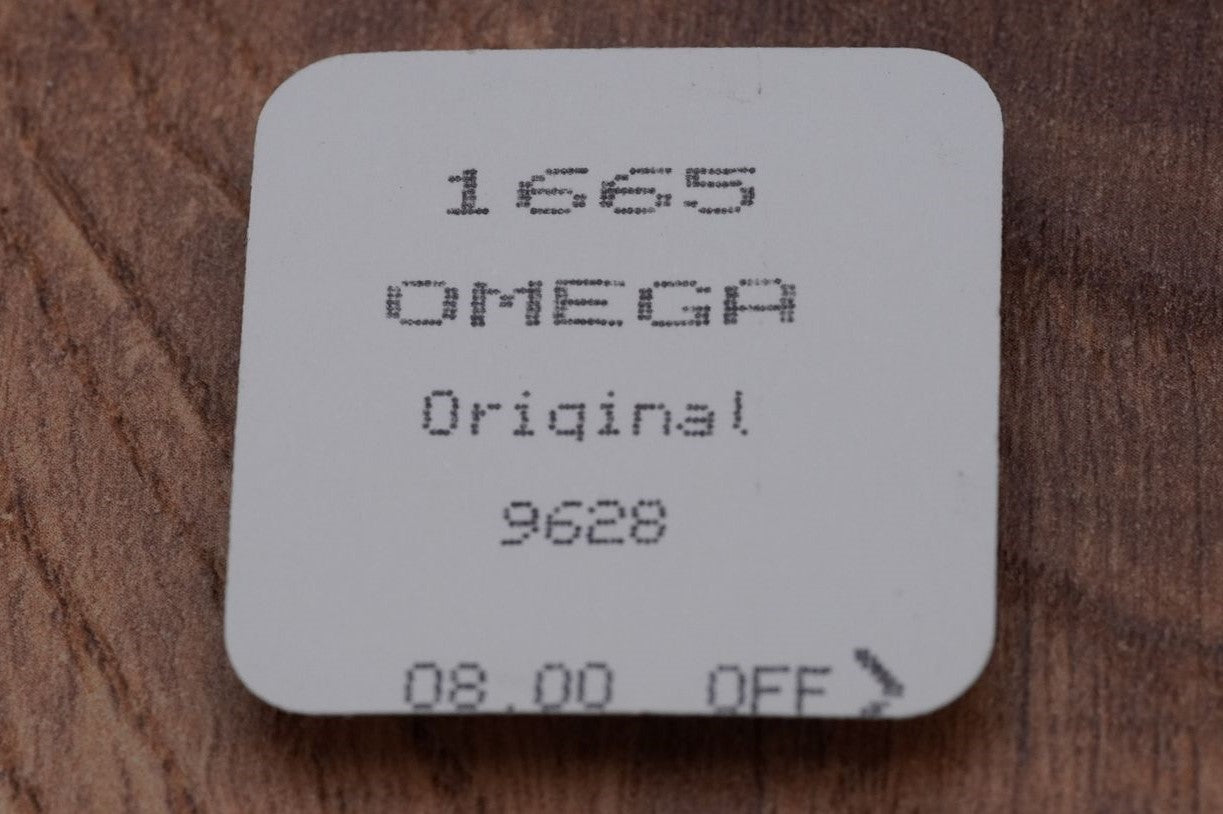 1665
OMEGA
Original
9628
08.00 OFF